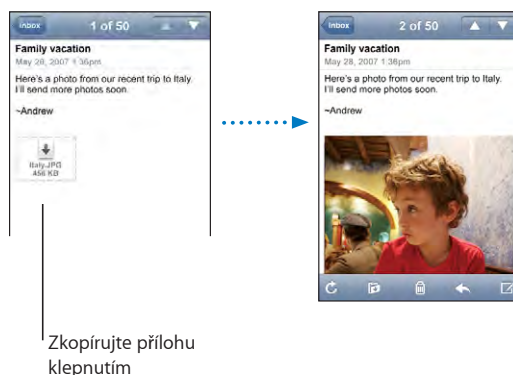 Inbox
1 of 50
Family vacation
May 28, 2007 1:36pm
Here's a photo from our recent trip to Italy.
I'll send more photos soon.
~Andrew
Italy.JPG
456 KB
Zkopírujte přílohu
klepnutím
Inbox
2 of 50
Family vacation
May 28, 2007 1:36pm
Here's a photo from our recent trip to Italy.
I'll send more photos soon.
~Andrew